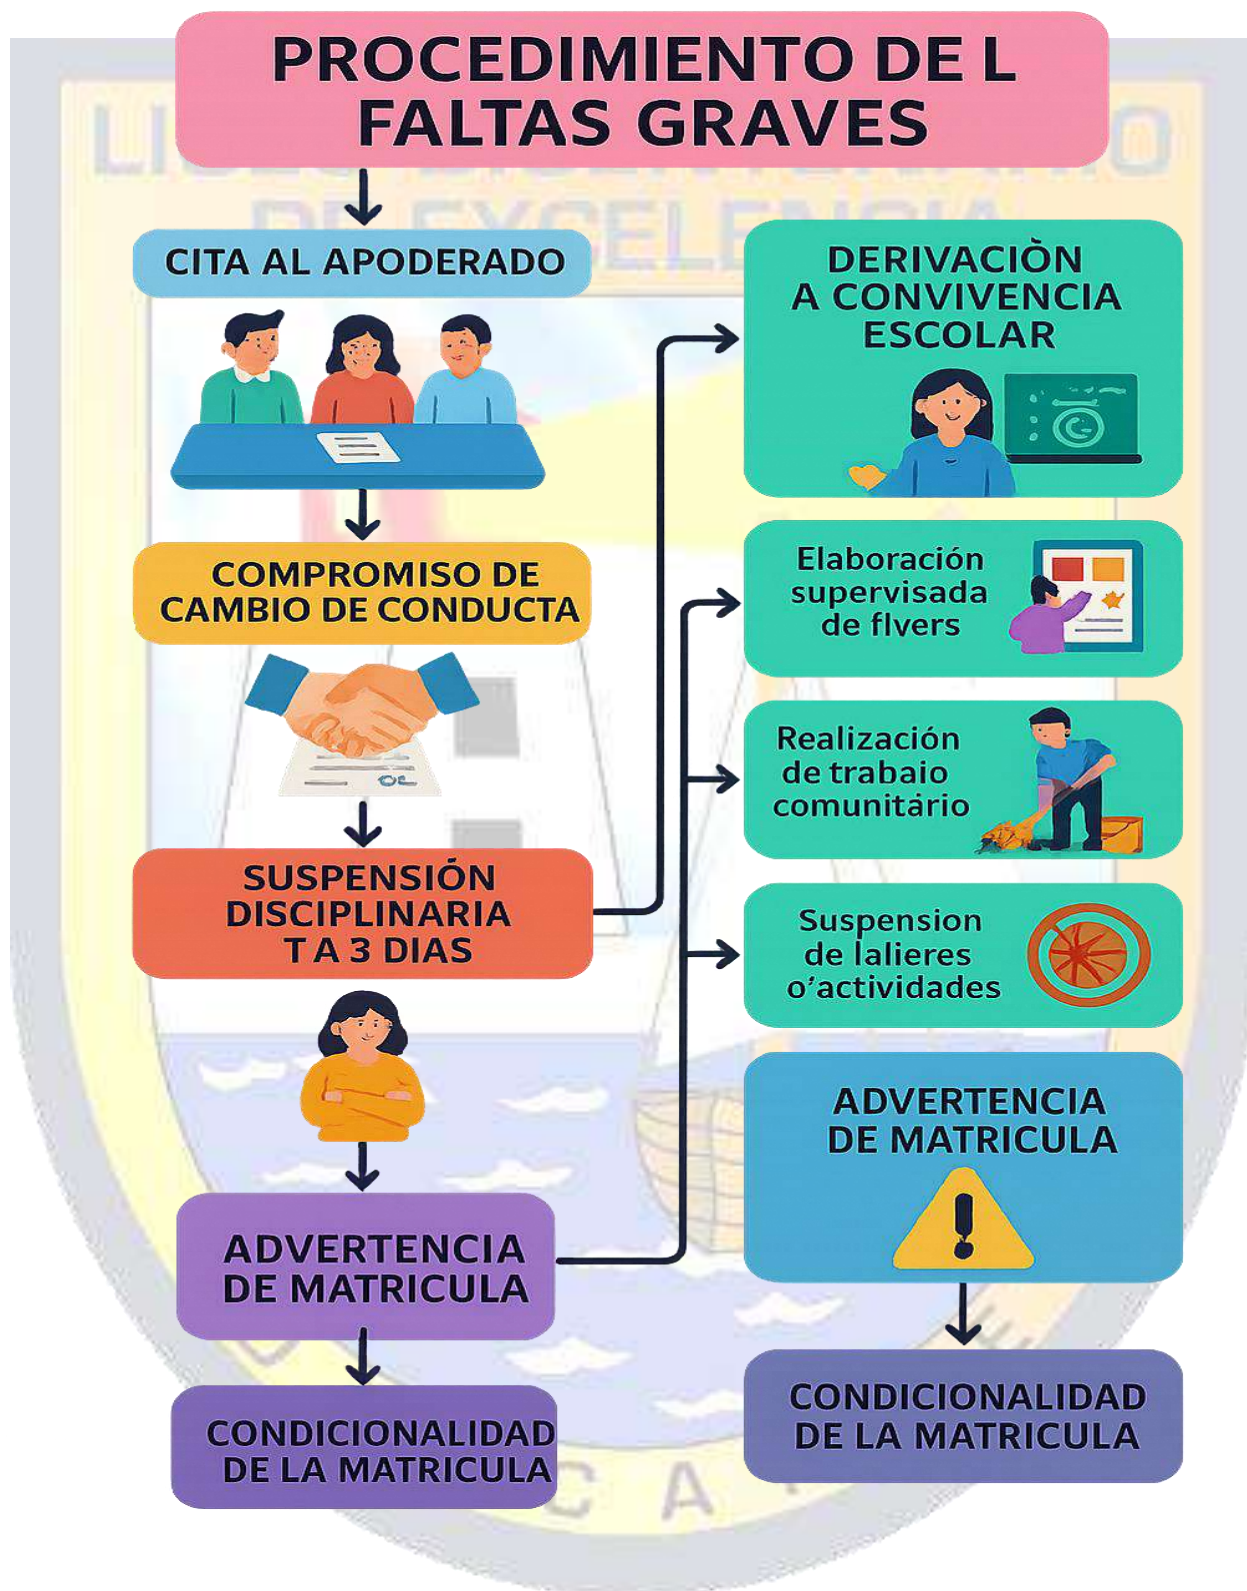 PROCEDIMIENTO DE L
FALTAS GRAVES
CITA AL APODERADO
COMPROMISO DE
CAMBIO DE CONDUCTA
SUSPENSIÓN
DISCIPLINARIA
T A 3 DIAS
ADVERTENCIA
DE MATRICULA
CONDICIONALIDAD
DE LA MATRICULA
DERIVACIÒN
A CONVIVENCIA
ESCOLAR
Elaboración
supervisada
de flvers
Realización
de trabaio
comunitário
Suspension
de lalieres
o'actividades
ADVERTENCIA
DE MATRICULA
CONDICIONALIDAD
DE LA MATRICULA
DE EXCELENCIA